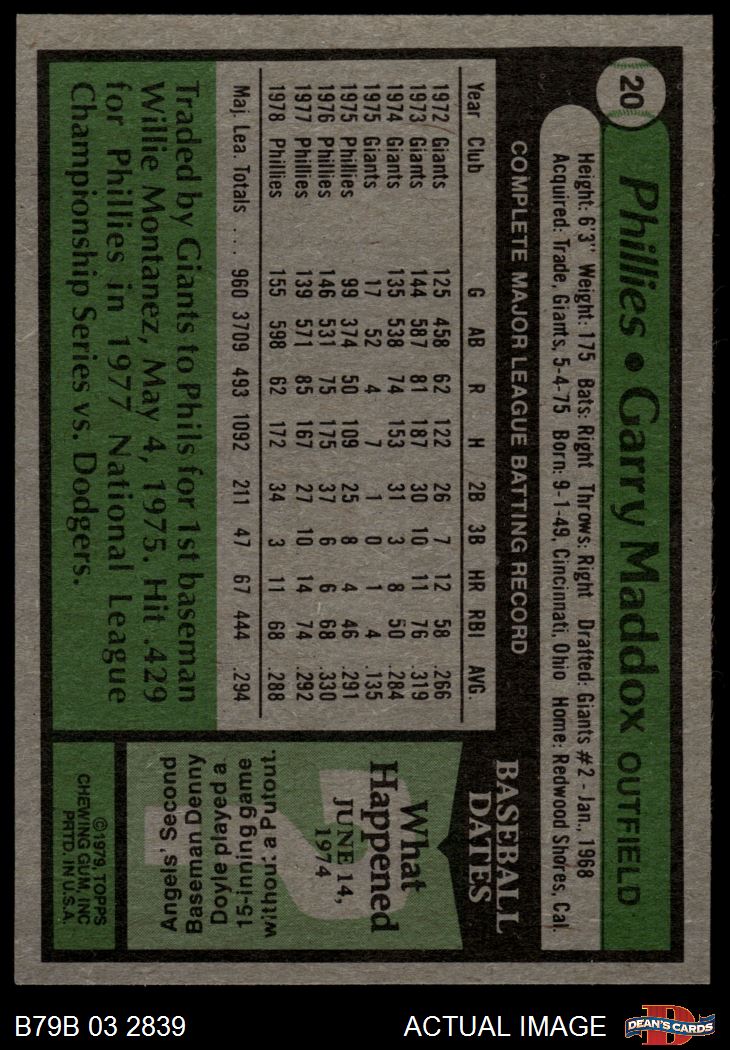 20
Phillies • Garry Maddox OUTFIELD
Height: 6'3" Weight: 175 Bats: Right Throws: Right Drafted: Giants #2 - Jan., 1968
Acquired: Trade, Giants, 5-4-75 Born: 9-1-49, Cincinnati, Ohio Home: Redwood Shores, Cal.
COMPLETE MAJOR LEAGUE BATTING RECORD
Year Club G AB R H 2B 3B HR RBI AVG.
1972 Giants 125 458 62 122 26 7 12 58 .266
1973 Giants 144 587 81 187 30 10 11 76 .319
1974 Giants 135 538 74 153 31 3 8 50 .284
1975 Giants 17 52 4 7 1 0 1 4 .135
1975 Phillies 99 374 50 109 25 8 4 46 .291
1976 Phillies 146 531 75 175 37 6 6 68 .330
1977 Phillies 139 571 85 167 27 10 14 74 .292
1978 Phillies 155 598 62 172 34 3 11 68 .288
Maj. Lea. Totals .... 960 3709 493 1092 211 47 67 444 .294
Traded by Giants to Phils for 1st baseman
Willie Montanez, May 4, 1975. Hit .429
for Phillies in 1977 National League
Championship Series vs. Dodgers.
BASEBALL
DATES
What
Happened
JUNE 14,
1974
Angels' Second
Baseman Denny
Doyle played a
15-inning game
without a Putout.
©1979, TOPPS
CHEWING GUM, INC
PRTD. IN U.S.A.
B79B 03 2839
ACTUAL IMAGE
D
DEAN'S CARDS